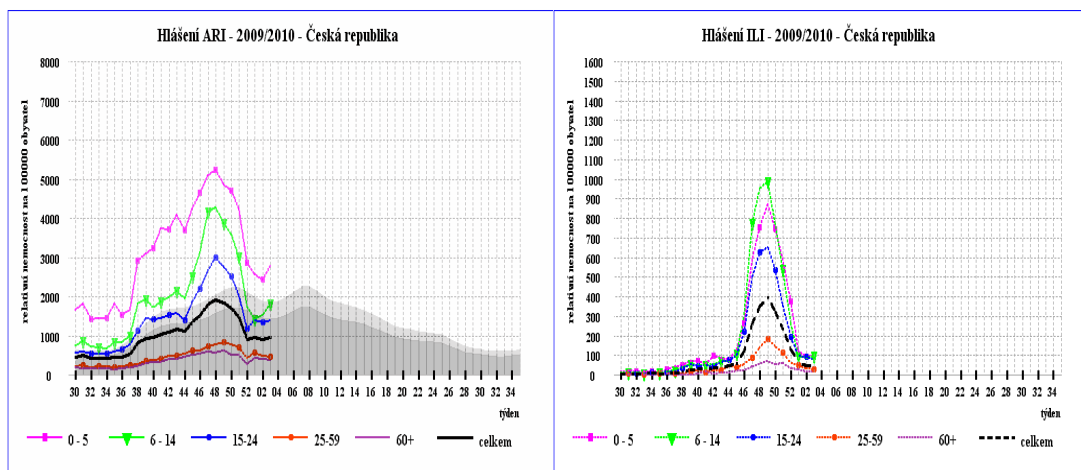 Hlášení ARI - 2009/2010 - Česká republika
relativní nemocnost na 100000 obyvatel
8000
7000
6000
5000
4000
3000
2000
1000
0
30 32 34 36 38 40 42 44 46 48 50 52 02 04 06 08 10 12 14 16 18 20 22 24 26 28 30 32 34
týden
0 - 5 6 - 14 15-24 25-59 60+ celkem
Hlášení ILI - 2009/2010 - Česká republika
relativní nemocnost na 100000 obyvatel
1600
1500
1400
1300
1200
1100
1000
900
800
700
600
500
400
300
200
100
0
30 32 34 36 38 40 42 44 46 48 50 52 02 04 06 08 10 12 14 16 18 20 22 24 26 28 30 32 34
týden
0 - 5 6 - 14 15-24 25-59 60+ celkem